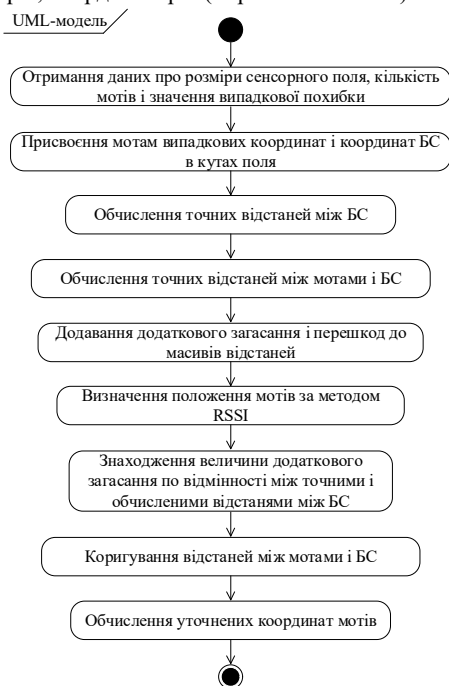 UML-модель
Отримання даних про розміри сенсорного поля, кількість
мотів і значення випадкової похибки
Присвоєння мотам випадкових координат і координат БС
в кутах поля
Обчислення точних відстаней між БС
Обчислення точних відстаней між мотами і БС
Додавання додаткового загасання і перешкод до
масивів відстаней
Визначення положення мотів за методом
RSSI
Знаходження величини додаткового
загасання по відмінності між точними і
обчисленими відстанями між БС
Коригування відстаней між мотами і БС
Обчислення уточнених координат мотів